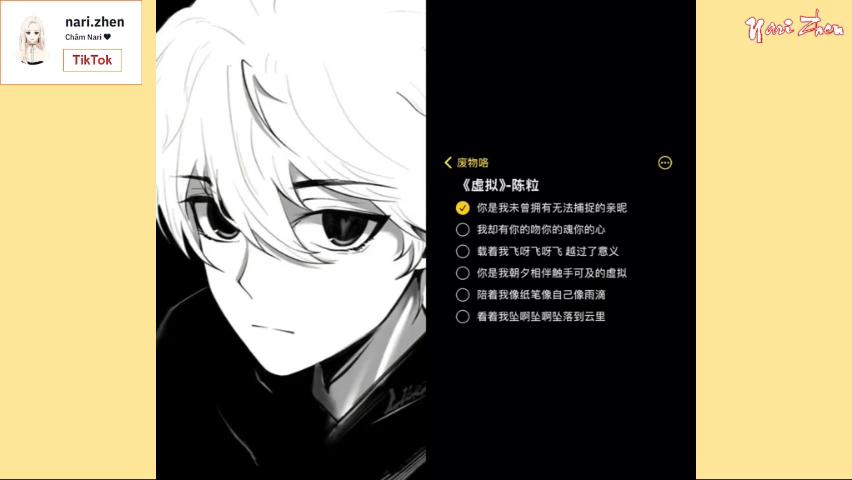 nari.zhen
Châm Nari ♥
TikTok
Nari Zhen
废物咯
《虚拟》-陈粒
你是我未曾拥有无法捕捉的亲昵
我却有你的吻你的魂你的心
载着我飞呀飞呀飞 越过了意义
你是我朝夕相伴触手可及的虚拟
陪着我像纸笔像自己像雨滴
看着我坠啊坠啊坠落到云里